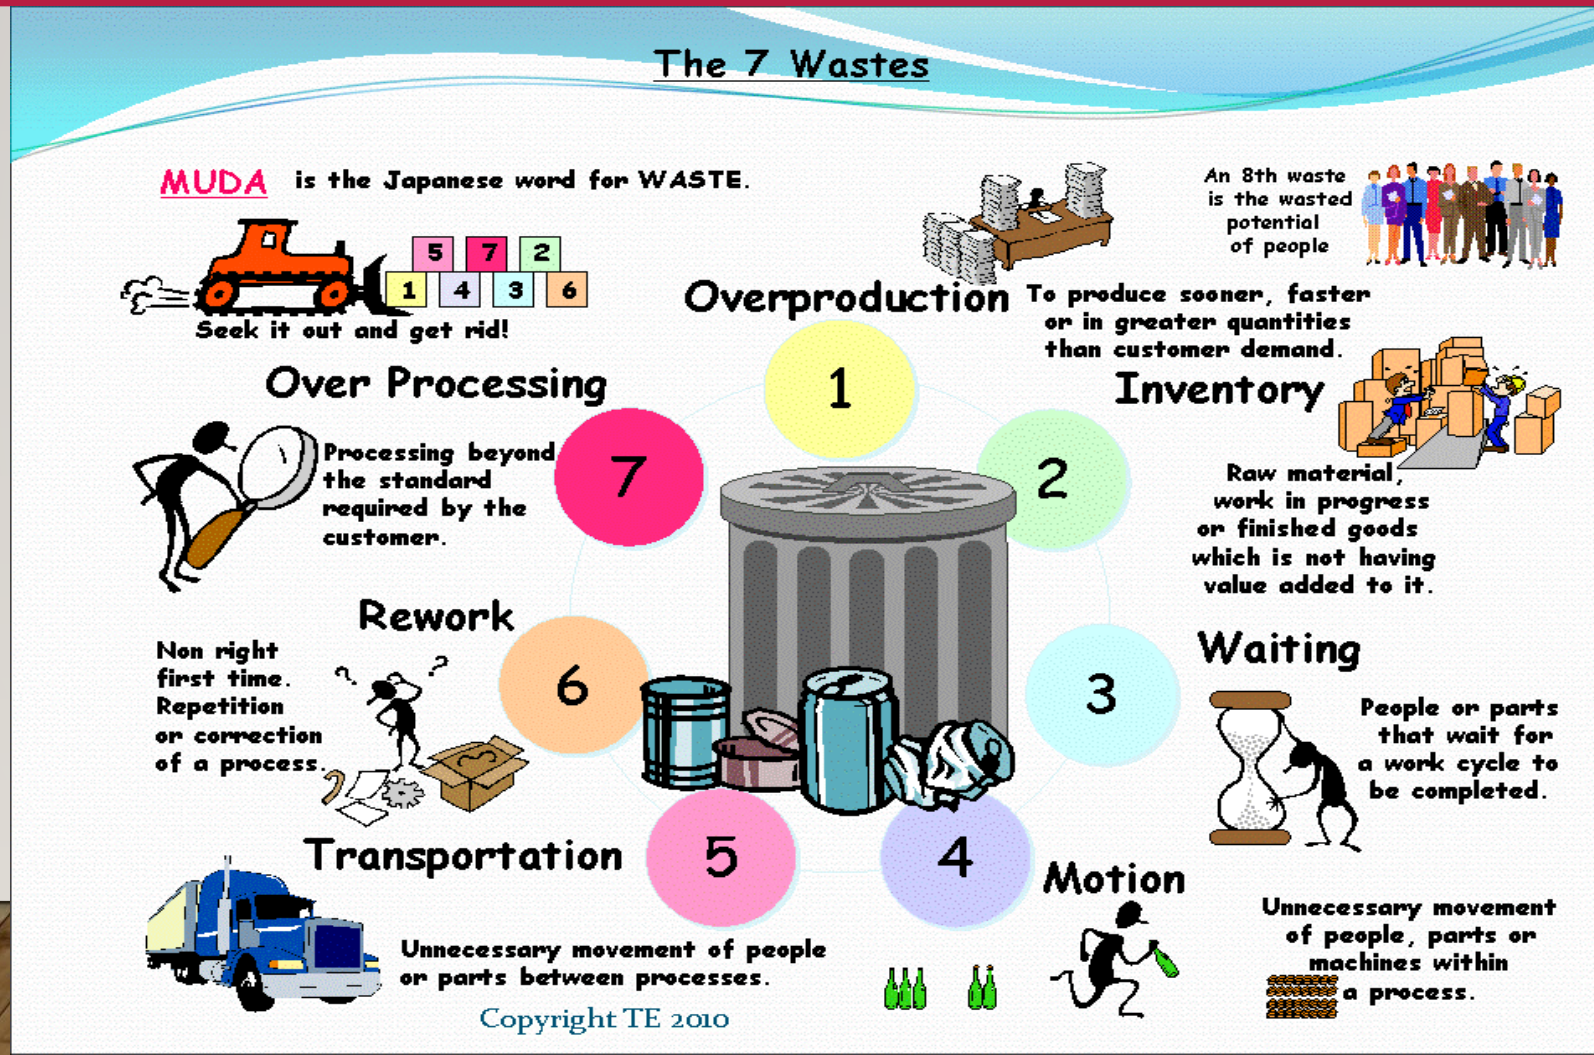 The 7 Wastes
MUDA is the Japanese word for WASTE.
5 7 2
1 4 3 6
Seek it out and get rid!
An 8th waste
is the wasted
potential
of people
Overproduction
To produce sooner, faster
or in greater quantities
than customer demand.
1
Inventory
2
Raw material,
work in progress
or finished goods
which is not having
value added to it.
Waiting
3
People or parts
that wait for
a work cycle to
be completed.
Motion
4
Unnecessary movement
of people, parts or
machines within
a process.
Transportation
5
Unnecessary movement of people
or parts between processes.
Rework
6
Non right
first time.
Repetition
or correction
of a process.
? ?
Over Processing
7
Processing beyond
the standard
required by the
customer.
Copyright TE 2010